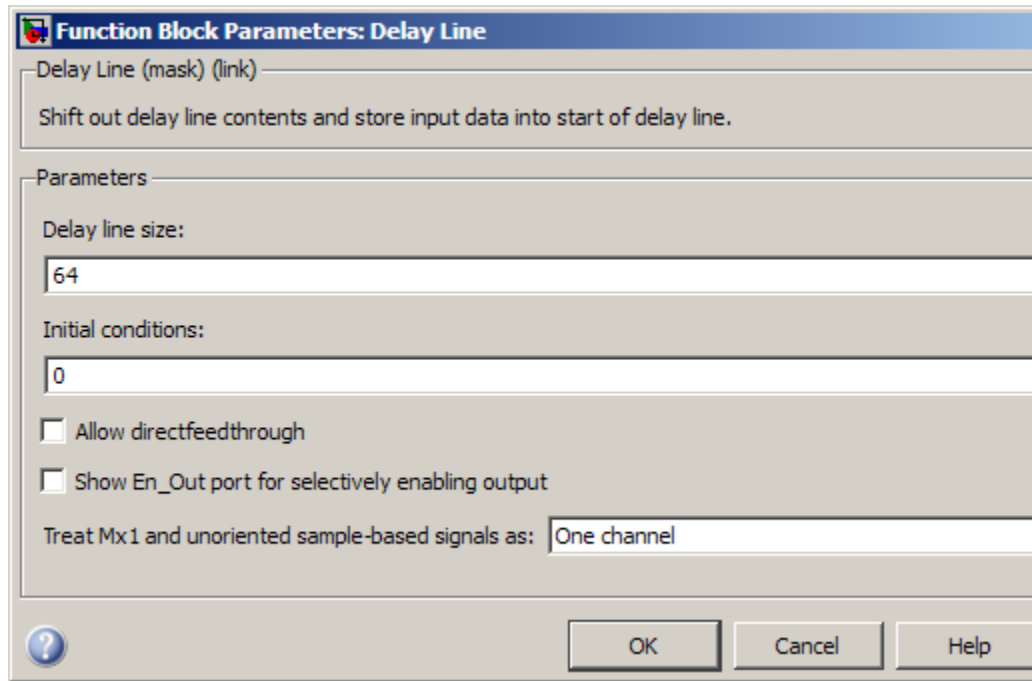 Function Block Parameters: Delay Line
Delay Line (mask) (link)
Shift out delay line contents and store input data into start of delay line.
Parameters
Delay line size:
64
Initial conditions:
0
Allow directfeedthrough
Show En_Out port for selectively enabling output
Treat Mx1 and unoriented sample-based signals as: One channel
? OK Cancel Help